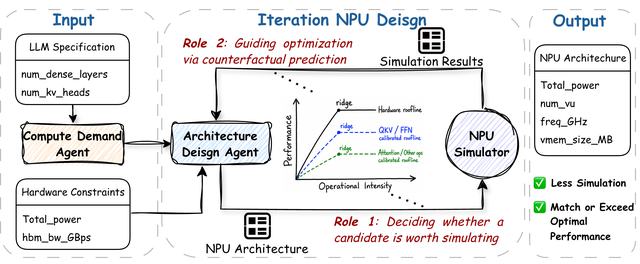 Input
LLM Specification
num_dense_layers
num_kv_heads
Compute Demand
Agent
Hardware Constraints
Total_power
hbm_bw_GBps
Iteration NPU Deisgn
Role 2: Guiding optimization
via counterfactual prediction
Simulation Results
Architecture
Deisgn Agent
Performance
ridge
Hardware roofline
ridge
QKV / FFN
calibrated roofline
ridge
Attention / Other ops
calibrated roofline
Operational Intensity
NPU
Simulator
NPU Architecture
Role 1: Deciding whether a
candidate is worth simulating
Output
NPU Architechure
Total_power
num_vu
freq_GHz
vmem_size_MB
Less Simulation
Match or Exceed
Optimal
Performance